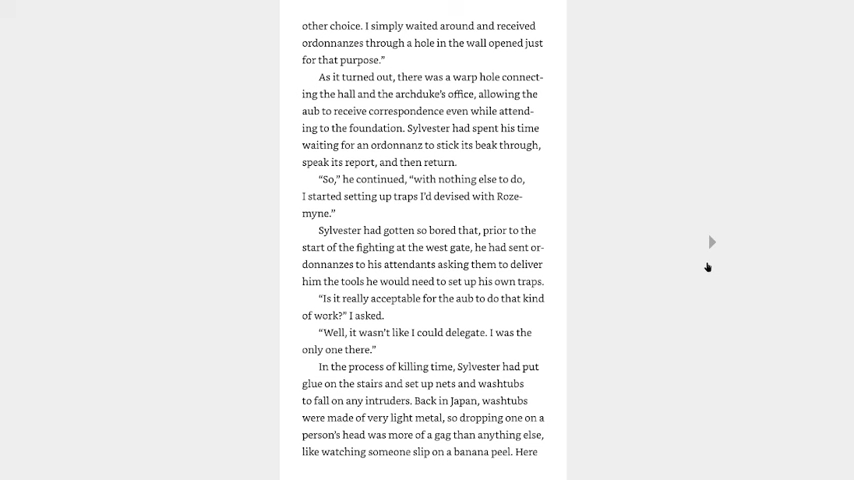 other choice. I simply waited around and received
ordonnanzes through a hole in the wall opened just
for that purpose.”
As it turned out, there was a warp hole connect-
ing the hall and the archduke’s office, allowing the
aub to receive correspondence even while attend-
ing to the foundation. Sylvester had spent his time
waiting for an ordonnanz to stick its beak through,
speak its report, and then return.
“So,” he continued, “with nothing else to do,
I started setting up traps I’d devised with Roze-
myne.”
Sylvester had gotten so bored that, prior to the
start of the fighting at the west gate, he had sent or-
donnanzes to his attendants asking them to deliver
him the tools he would need to set up his own traps.
“Is it really acceptable for the aub to do that kind
of work?” I asked.
“Well, it wasn’t like I could delegate. I was the
only one there.”
In the process of killing time, Sylvester had put
glue on the stairs and set up nets and washtubs
to fall on any intruders. Back in Japan, washtubs
were made of very light metal, so dropping one on a
person’s head was more of a gag than anything else,
like watching someone slip on a banana peel. Here